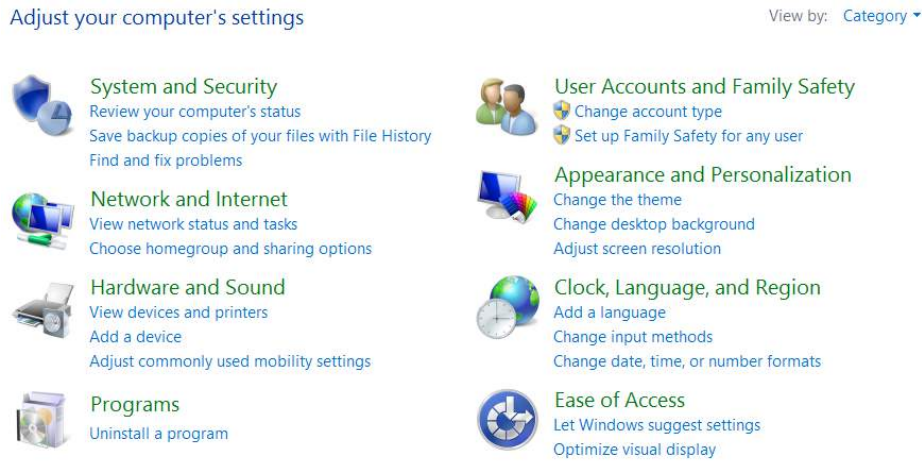 Adjust your computer's settings
View by: Category
System and Security
Review your computer's status
Save backup copies of your files with File History
Find and fix problems
Network and Internet
View network status and tasks
Choose homegroup and sharing options
Hardware and Sound
View devices and printers
Add a device
Adjust commonly used mobility settings
Programs
Uninstall a program
User Accounts and Family Safety
Change account type
Set up Family Safety for any user
Appearance and Personalization
Change the theme
Change desktop background
Adjust screen resolution
Clock, Language, and Region
Add a language
Change input methods
Change date, time, or number formats
Ease of Access
Let Windows suggest settings
Optimize visual display